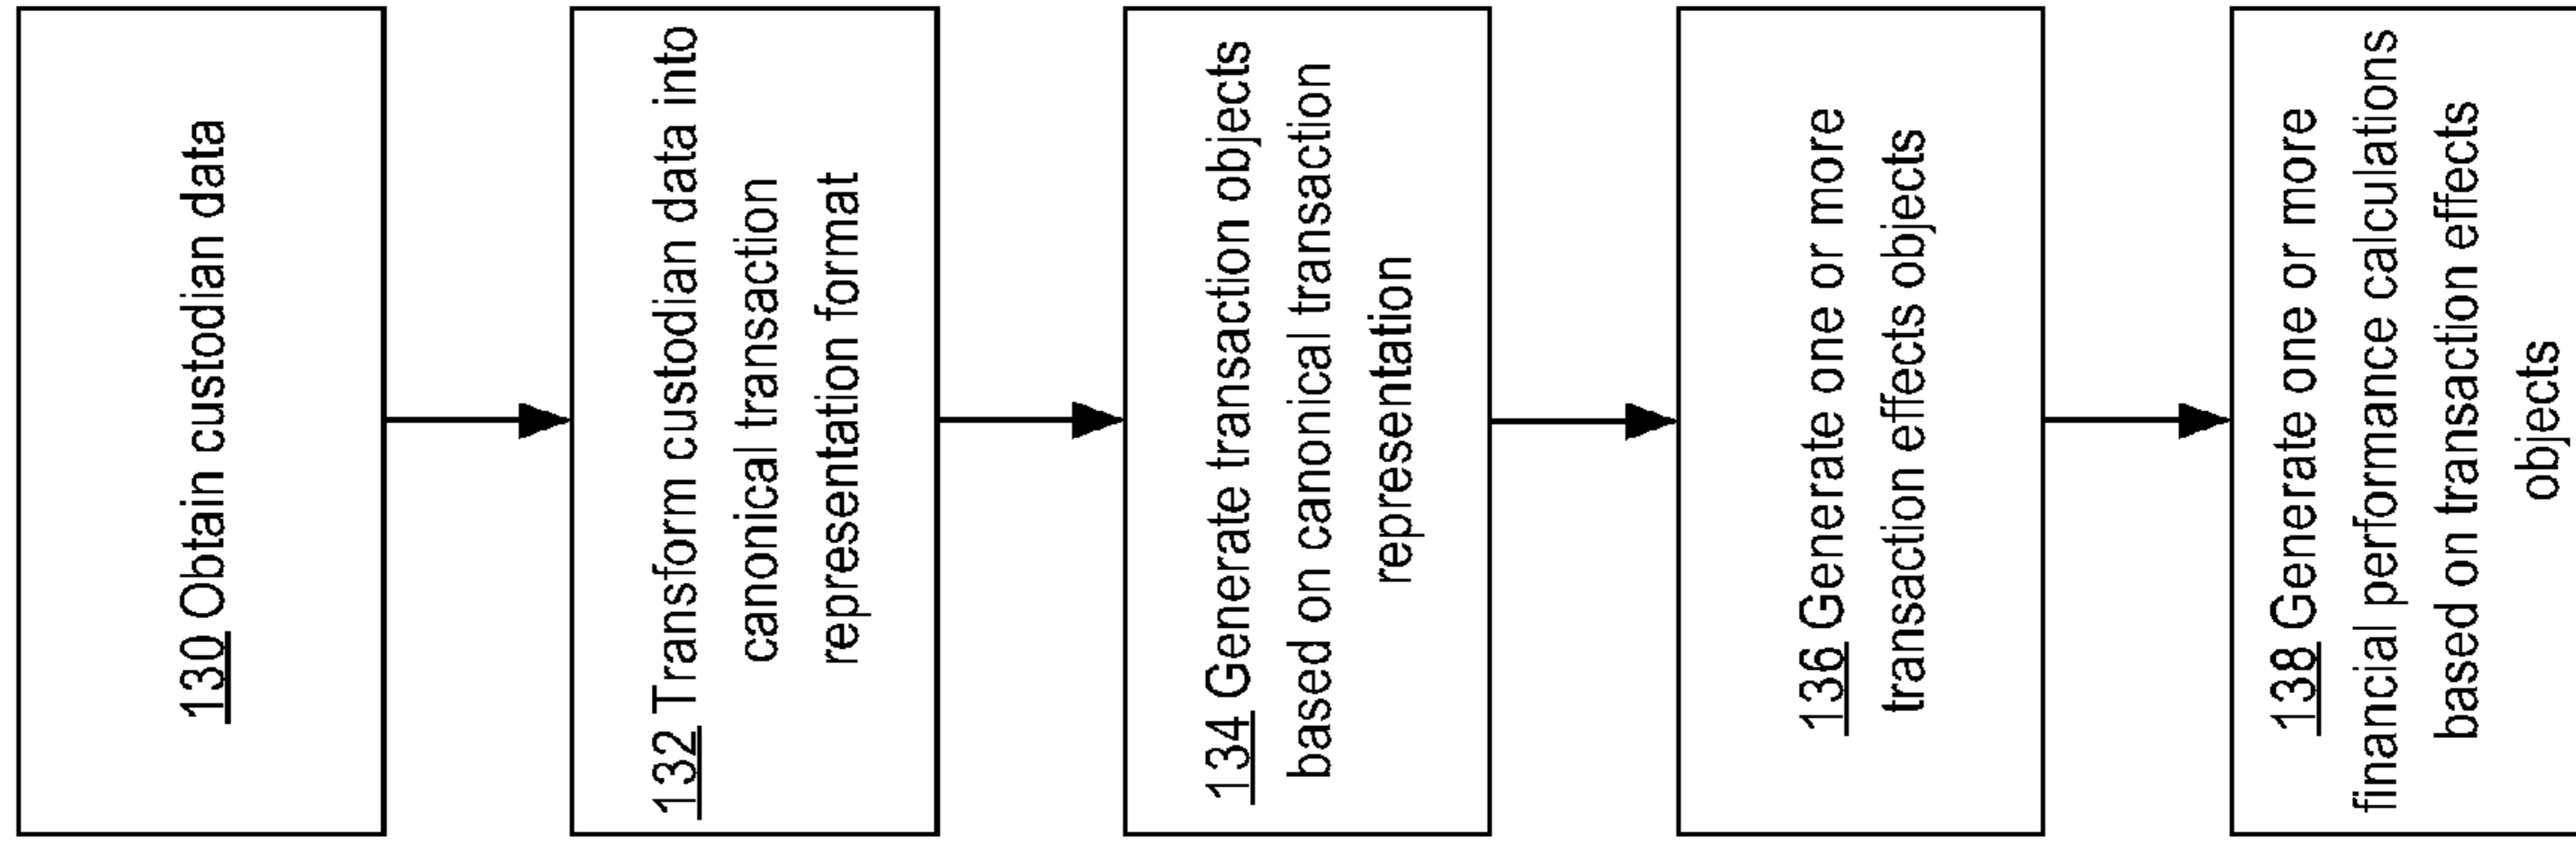 130 Obtain custodian data
132 Transform custodian data into
canonical transaction
representation format
134 Generate transaction objects
based on canonical transaction
representation
136 Generate one or more
transaction effects objects
138 Generate one or more
financial performance calculations
based on transaction effects
objects